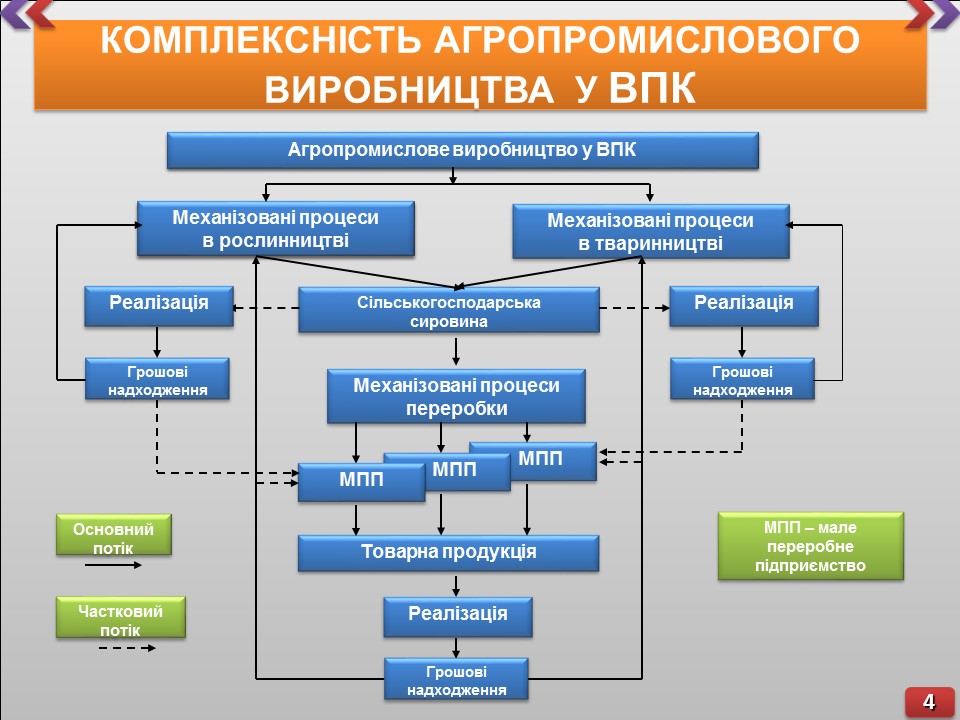 КОМПЛЕКСНІСТЬ АГРОПРОМИСЛОВОГО
ВИРОБНИЦТВА У ВПК
Агропромислове виробництво у ВПК
Механізовані процеси
в рослинництві
Механізовані процеси
в тваринництві
Реалізація
Сільськогосподарська
сировина
Реалізація
Грошові
надходження
Механізовані процеси
переробки
Грошові
надходження
МПП
МПП
МПП
Основний
потік
Товарна продукція
МПП – мале
переробне
підприємство
Частковий
потік
Реалізація
Грошові
надходження
4